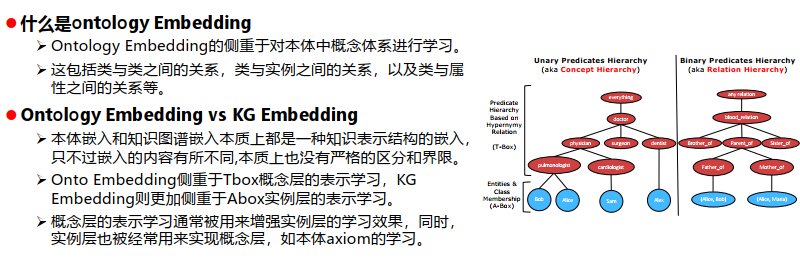 什么是ontology Embedding
Ontology Embedding的侧重于对本体中概念体系进行学习。
这包括类与类之间的关系，类与实例之间的关系，以及类与属
性之间的关系等。
Ontology Embedding vs KG Embedding
本体嵌入和知识图谱嵌入本质上都是一种知识表示结构的嵌入，
只不过嵌入的内容有所不同,本质上也没有严格的区分和界限。
Onto Embedding侧重于Tbox概念层的表示学习，KG
Embedding则更加侧重于Abox实例层的表示学习。
概念层的表示学习通常被用来增强实例层的学习效果，同时，
实例层也被经常用来实现概念层，如本体axiom的学习。
Unary Predicates Hierarchy
(aka Concept Hierarchy)
Predicate
Hierarchy
Based on
Hypernymy
Relation
(T-Box)
everything
doctor
physician
surgeon
dentist
pulmonologist
cardiologist
Entities &
Class
Membership
(A-Box)
Bob
Alice
Sam
Alex
Binary Predicates Hierarchy
(aka Relation Hierarchy)
any relation
blood_relation
Brother_of
Parent_of
Sister_of
Father_of
Mother_of
(Alice, Bob)
(Alice, Maria)